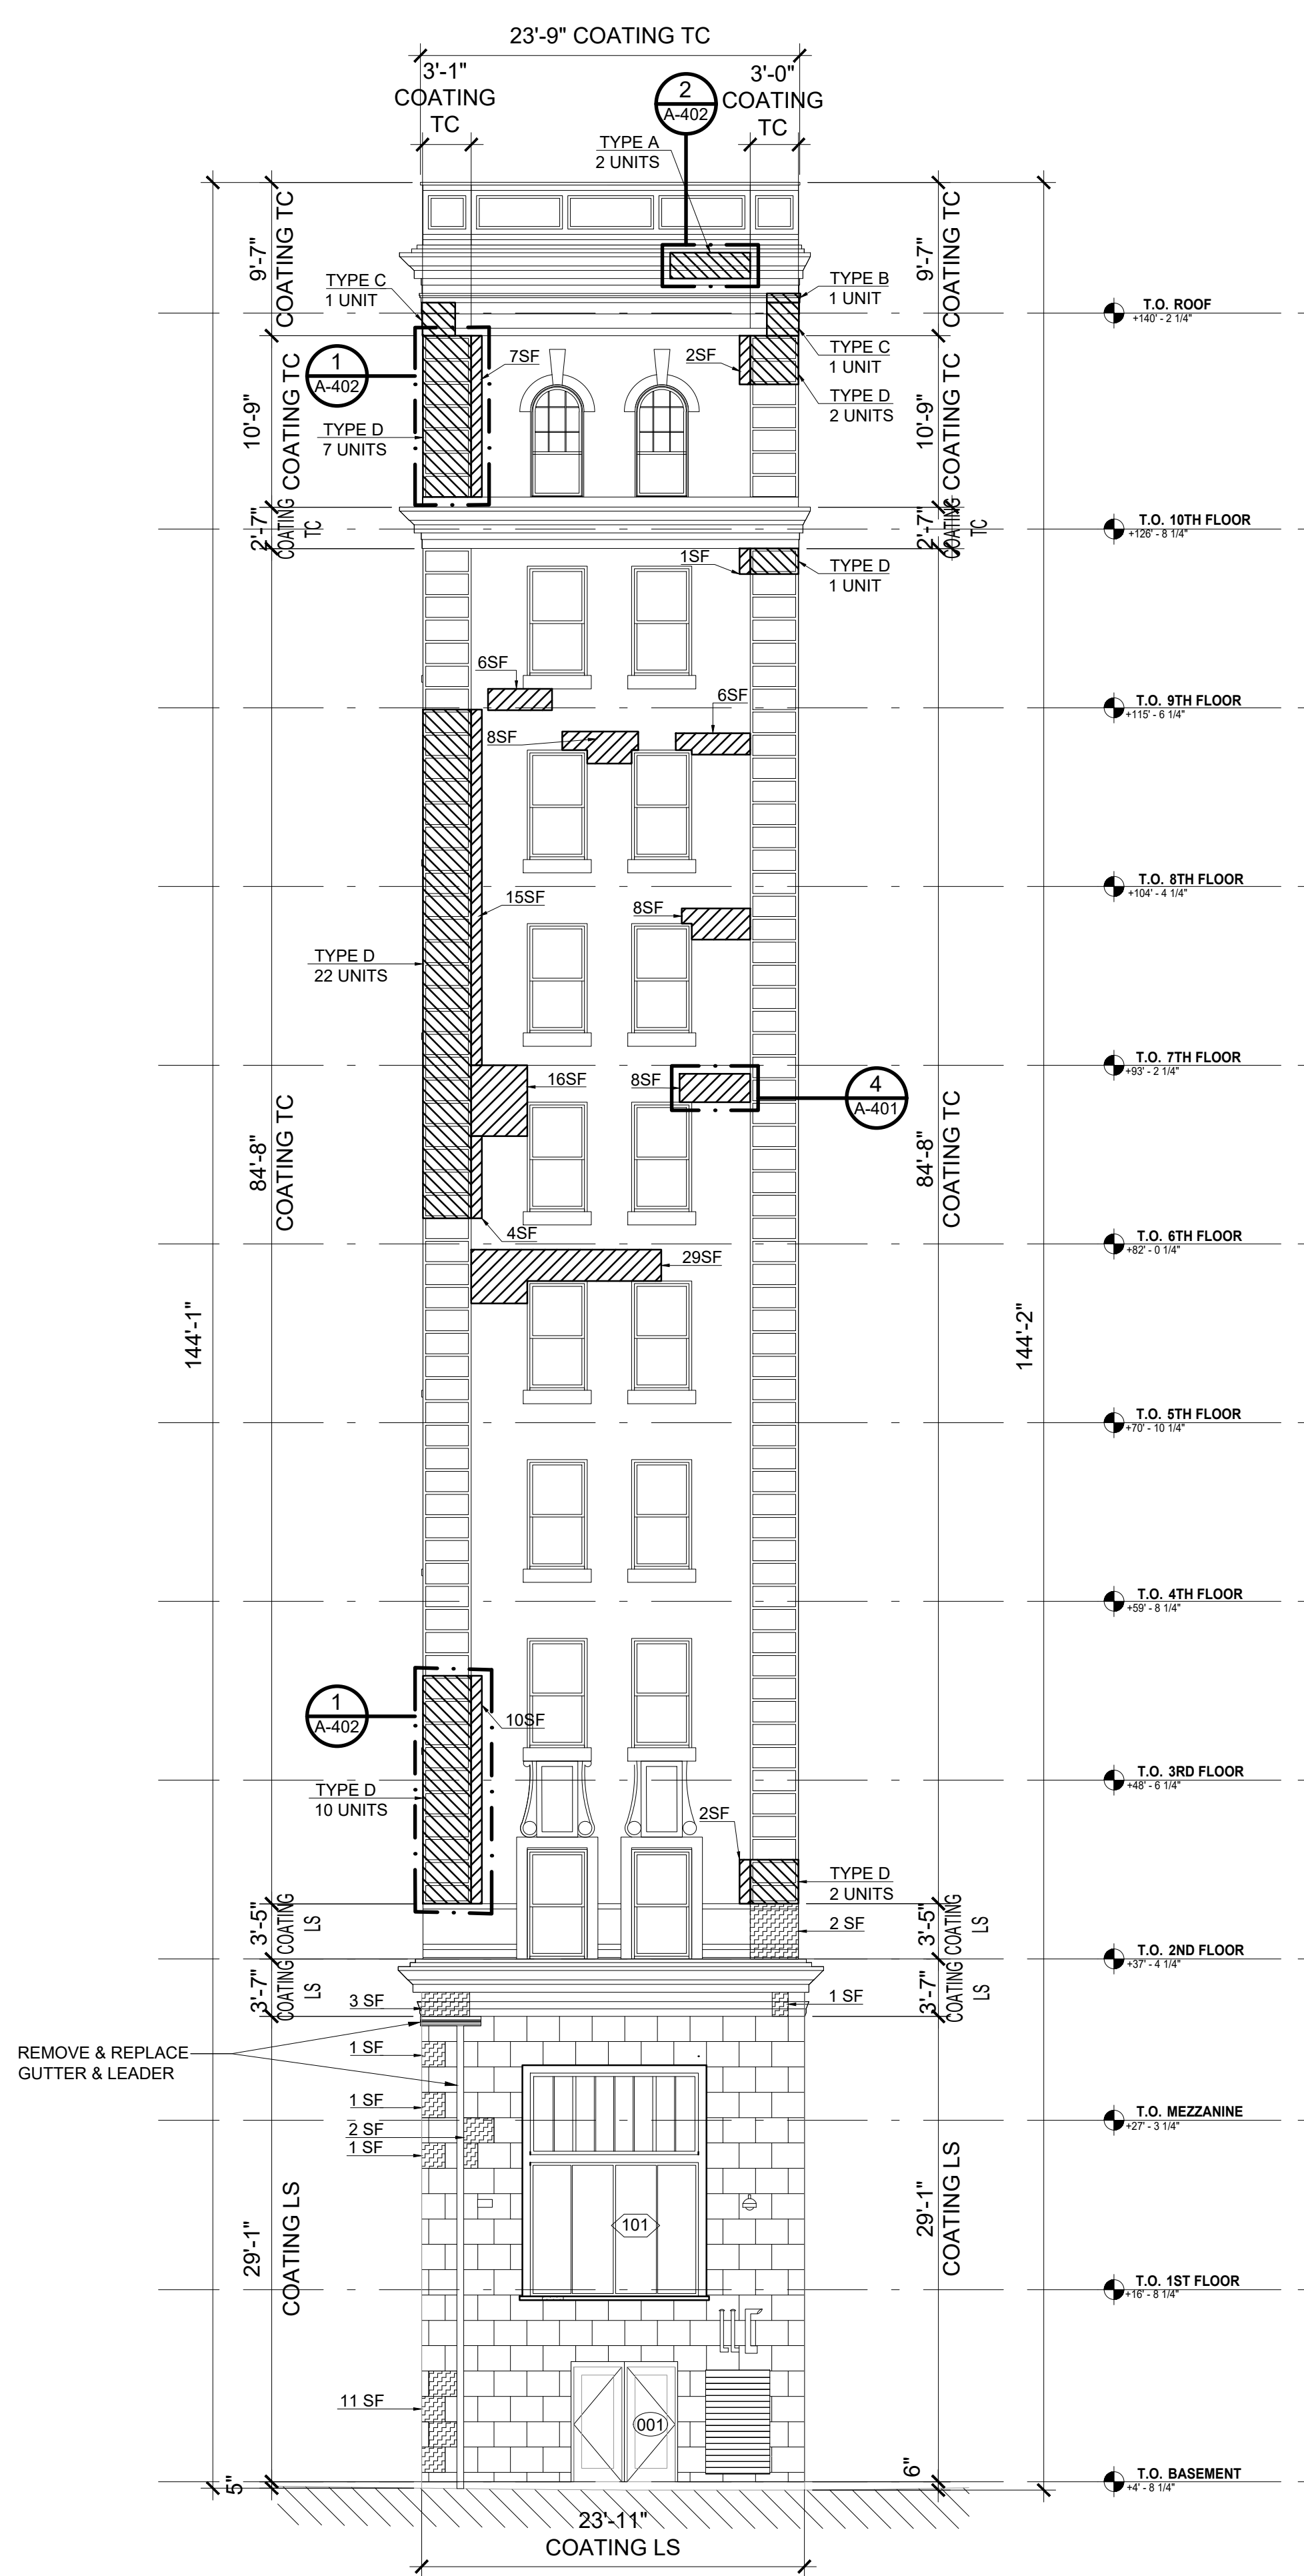 23'-9" COATING TC
3'-1"
COATING
TC
2
A-402
3'-0"
COATING
TC
TYPE A
2 UNITS
9'-7"
COATING TC
9'-7"
COATING TC
TYPE C
1 UNIT
TYPE B
1 UNIT
T.O. ROOF
+140' - 2 1/4"
1
A-402
7SF
2SF
TYPE C
1 UNIT
TYPE D
2 UNITS
10'-9"
COATING TC
10'-9"
COATING TC
TYPE D
7 UNITS
2'-7"
COATING
TC
2'-7"
COATING
TC
T.O. 10TH FLOOR
+126' - 8 1/4"
1SF
TYPE D
1 UNIT
6SF
6SF
T.O. 9TH FLOOR
+115' - 6 1/4"
8SF
T.O. 8TH FLOOR
+104' - 4 1/4"
15SF
8SF
TYPE D
22 UNITS
T.O. 7TH FLOOR
+93' - 2 1/4"
16SF
8SF
4
A-401
84'-8"
COATING TC
84'-8"
COATING TC
4SF
T.O. 6TH FLOOR
+82' - 0 1/4"
29SF
144'-1"
144'-2"
T.O. 5TH FLOOR
+70' - 10 1/4"
T.O. 4TH FLOOR
+59' - 8 1/4"
1
A-402
10SF
T.O. 3RD FLOOR
+48' - 6 1/4"
TYPE D
10 UNITS
2SF
TYPE D
2 UNITS
3'-5"
COATING
LS
2 SF
3'-5"
COATING
LS
T.O. 2ND FLOOR
+37' - 4 1/4"
3'-7"
COATING
LS
3 SF
1 SF
3'-7"
COATING
LS
REMOVE & REPLACE
GUTTER & LEADER
1 SF
1 SF
2 SF
1 SF
T.O. MEZZANINE
+27' - 3 1/4"
101
29'-1"
COATING LS
29'-1"
COATING LS
T.O. 1ST FLOOR
+16' - 8 1/4"
11 SF
001
5"
6"
T.O. BASEMENT
+4' - 8 1/4"
23'-11"
COATING LS